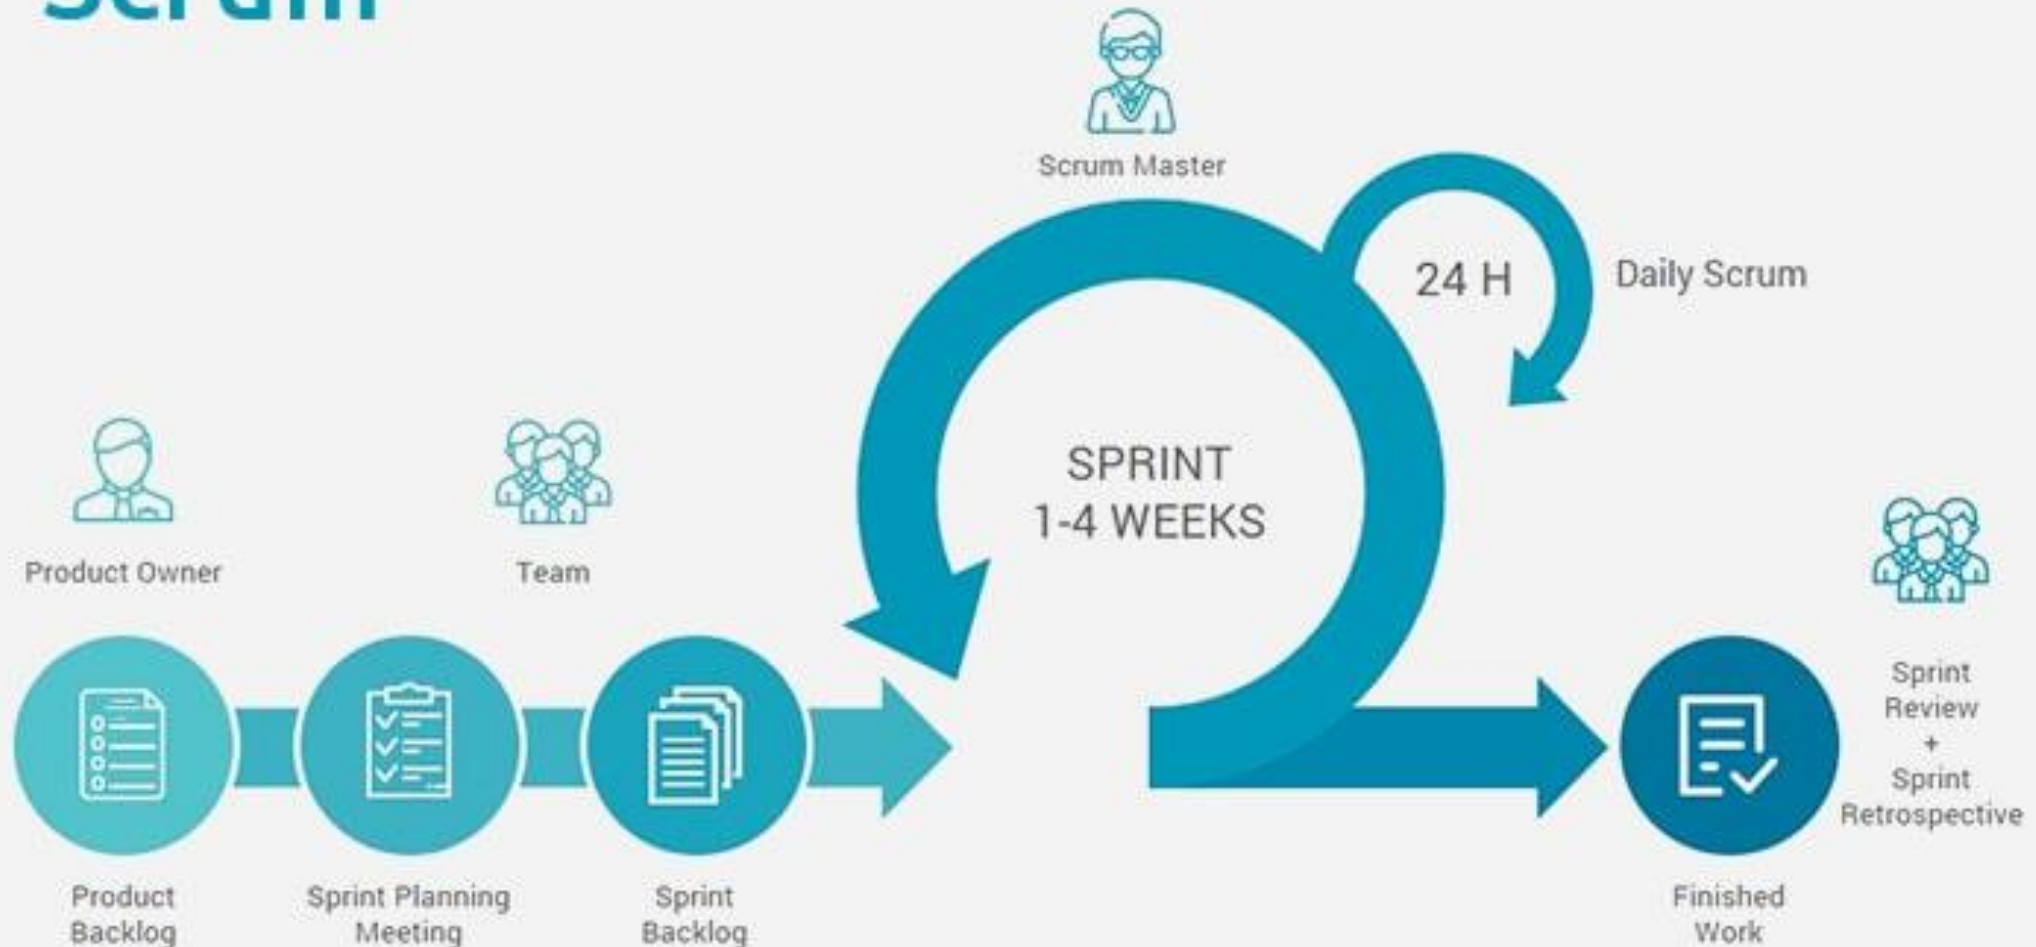 Scrum
Scrum Master
24 H
Daily Scrum
SPRINT
1-4 WEEKS
Product Owner
Team
Sprint
Review
+
Sprint
Retrospective
Product
Backlog
Sprint Planning
Meeting
Sprint
Backlog
Finished
Work